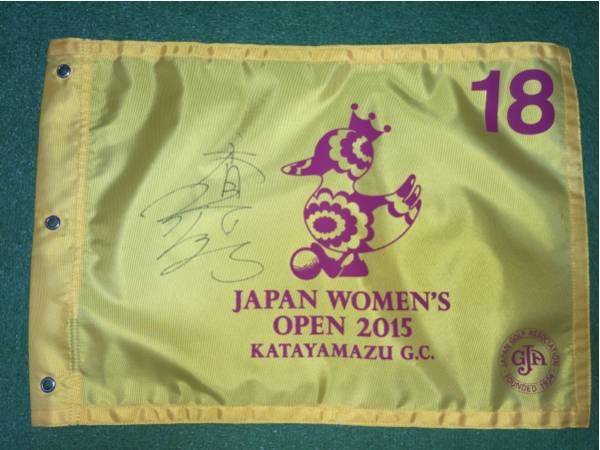 18
JAPAN WOMEN'S
OPEN 2015
KATAYAMAZU G.C.
JAPAN GOLF ASSOCIATION
JGA
FOUNDED 1924